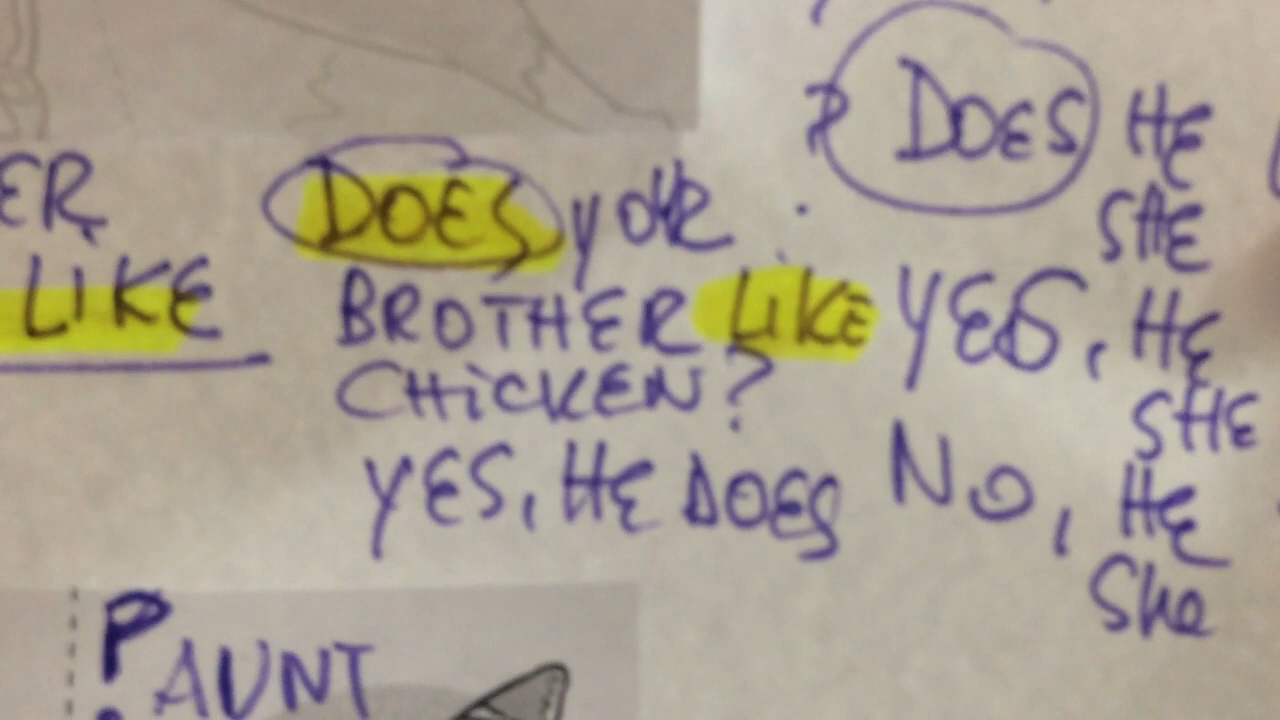 ER
LIKE
DOES your
BROTHER LIKE
CHiCKEN?
YES, HE DOES
? DOES HE
SHE
YES, HE
SHE
No, HE
She
P AUNT